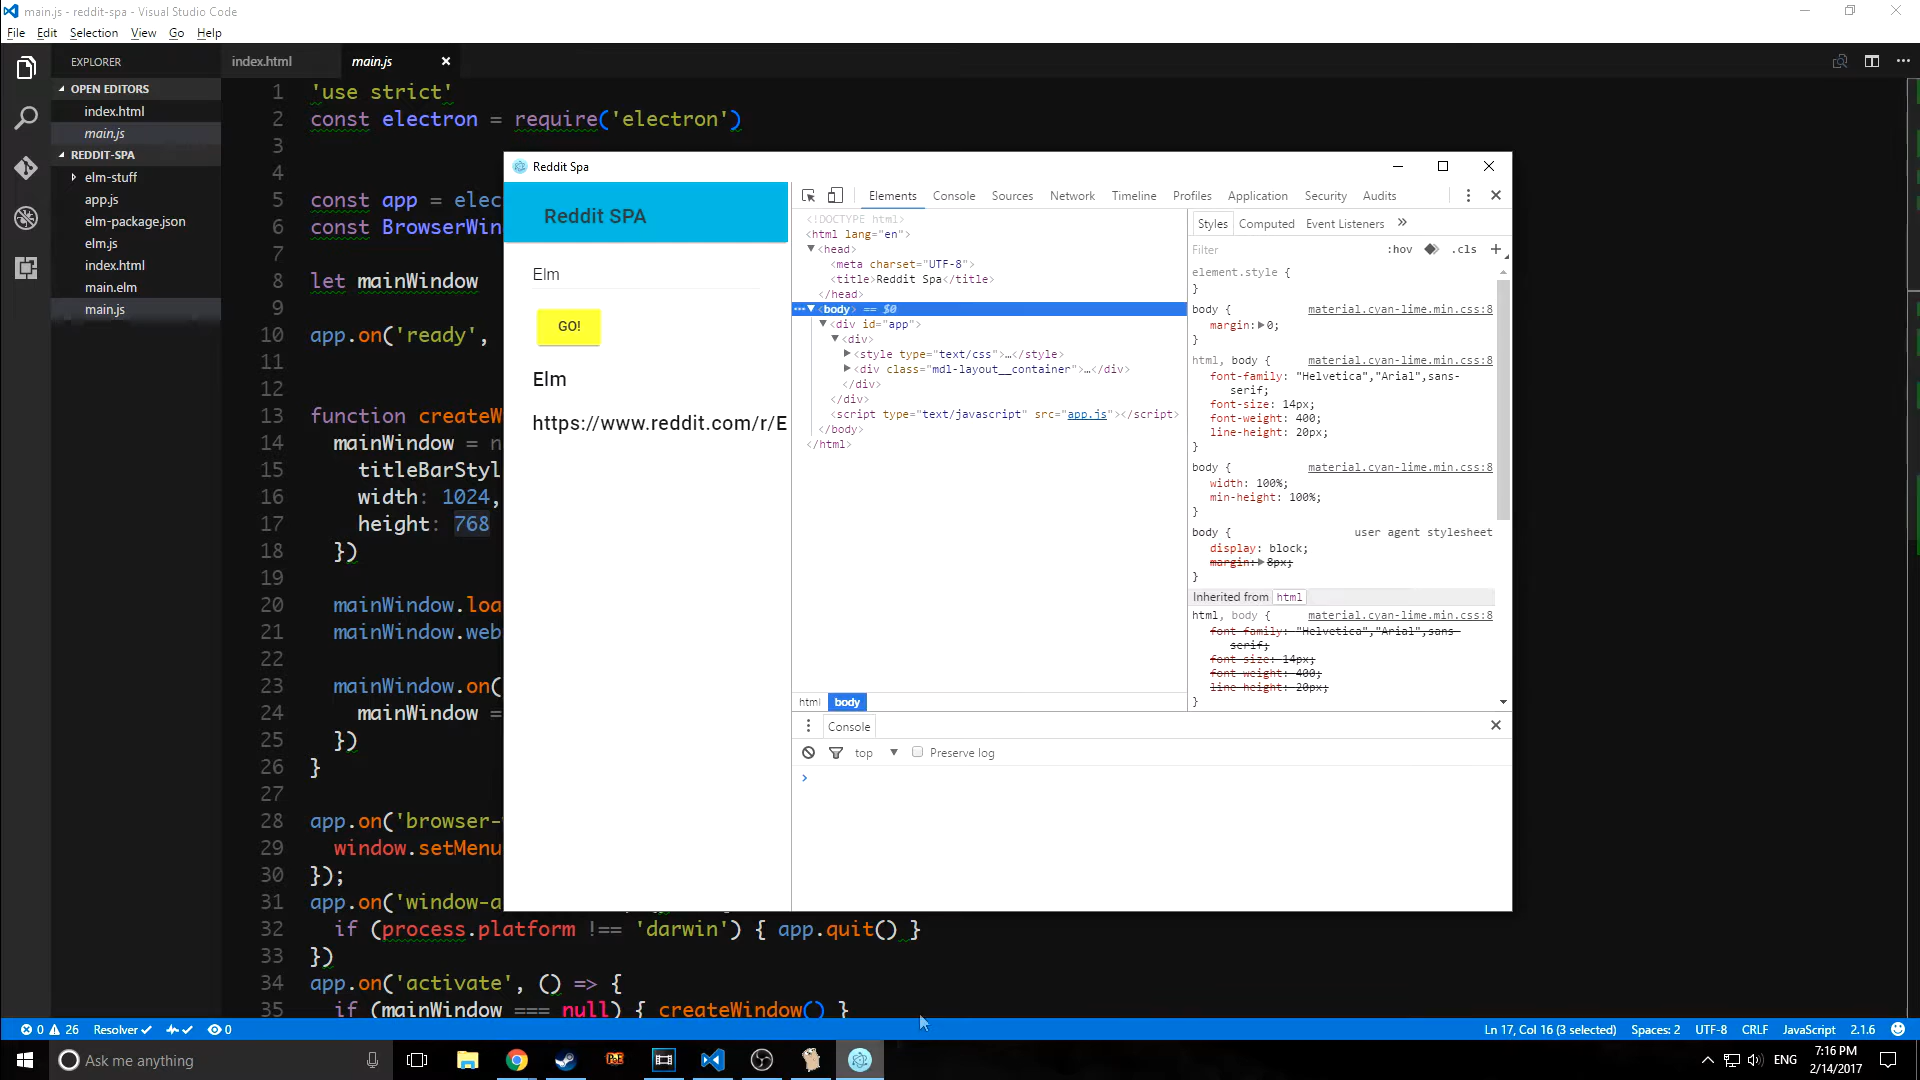 main.js - reddit-spa - Visual Studio Code
File Edit Selection View Go Help
EXPLORER
OPEN EDITORS
index.html
main.js
REDDIT-SPA
elm-stuff
app.js
elm-package.json
elm.js
index.html
main.elm
main.js
index.html main.js
1 'use strict'
2 const electron = require('electron')
3
4
5 const app = elec
6 const BrowserWin
7
8 let mainWindow
9
10 app.on('ready',
11
12
13 function createW
14 mainWindow = n
15 titleBarStyl
16 width: 1024,
17 height: 768
18 })
19
20 mainWindow.loa
21 mainWindow.web
22
23 mainWindow.on(
24 mainWindow =
25 })
26 }
27
28 app.on('browser-
29 window.setMenu
30 });
31 app.on('window-a
32 if (process.platform !== 'darwin') { app.quit() }
33 })
34 app.on('activate', () => {
35 if (mainWindow === null) { createWindow() }
Reddit Spa
Reddit SPA
Elm
GO!
Elm
https://www.reddit.com/r/E
Elements Console Sources Network Timeline Profiles Application Security Audits
<!DOCTYPE html>
<html lang="en">
<head>
<meta charset="UTF-8">
<title>Reddit Spa</title>
</head>
<body> == $0
<div id="app">
<div>
<style type="text/css">…</style>
<div class="mdl-layout__container">…</div>
</div>
</div>
<script type="text/javascript" src="app.js"></script>
</body>
</html>
html body
Styles Computed Event Listeners »
Filter :hov .cls +
element.style {
}
body { material.cyan-lime.min.css:8
margin: 0;
}
html, body { material.cyan-lime.min.css:8
font-family: "Helvetica","Arial",sans-
serif;
font-size: 14px;
font-weight: 400;
line-height: 20px;
}
body { material.cyan-lime.min.css:8
width: 100%;
min-height: 100%;
}
body { user agent stylesheet
display: block;
margin: 8px;
}
Inherited from html
html, body { material.cyan-lime.min.css:8
font-family: "Helvetica","Arial",sans-
serif;
font-size: 14px;
font-weight: 400;
line-height: 20px;
}
Console
top Preserve log
>
0 26 Resolver 0
Ln 17, Col 16 (3 selected) Spaces: 2 UTF-8 CRLF JavaScript 2.1.6
Ask me anything
ENG
7:16 PM
2/14/2017